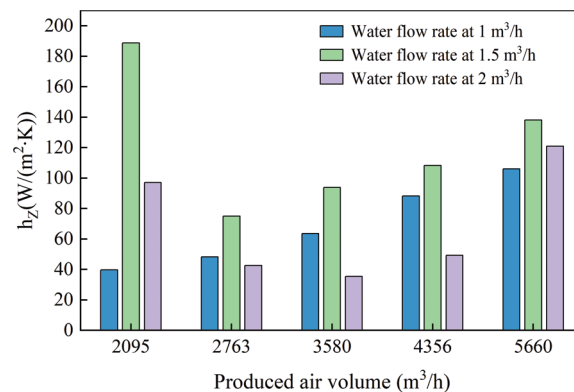 Water flow rate at 1 m³/h
Water flow rate at 1.5 m³/h
Water flow rate at 2 m³/h
h_Z(W/(m²·K)
200
180
160
140
120
100
80
60
40
20
0
2095 2763 3580 4356 5660
Produced air volume (m³/h)